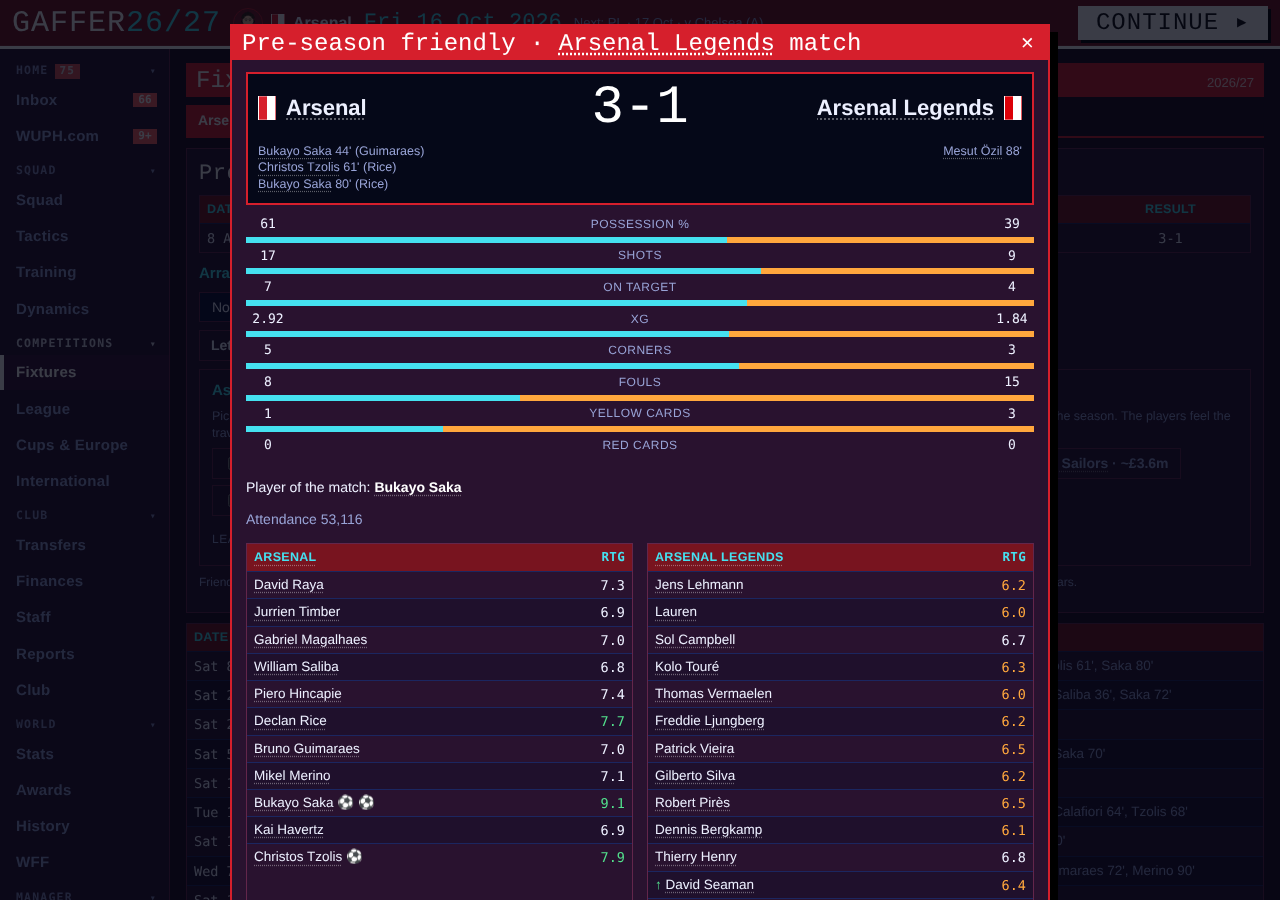 GAFFER26/27 Arsenal Fri 16 Oct 2026 Next: PL · 17 Oct · v Chelsea (A) CONTINUE ▸
Pre-season friendly · Arsenal Legends match ×
HOME 75
Inbox 66
WUPH.com 9+
SQUAD
Squad
Tactics
Training
Dynamics
COMPETITIONS
Fixtures
League
Cups & Europe
International
CLUB
Transfers
Finances
Staff
Reports
Club
WORLD
Stats
Awards
History
WFF
MANAGER
2026/27
RESULT
3-1
Sailors · ~£3.6m
DATE
Arsenal 3-1 Arsenal Legends
Bukayo Saka 44' (Guimaraes) Mesut Özil 88'
Christos Tzolis 61' (Rice)
Bukayo Saka 80' (Rice)
61 POSSESSION % 39
17 SHOTS 9
7 ON TARGET 4
2.92 XG 1.84
5 CORNERS 3
8 FOULS 15
1 YELLOW CARDS 3
0 RED CARDS 0
Player of the match: Bukayo Saka
Attendance 53,116
ARSENAL RTG
David Raya 7.3
Jurrien Timber 6.9
Gabriel Magalhaes 7.0
William Saliba 6.8
Piero Hincapie 7.4
Declan Rice 7.7
Bruno Guimaraes 7.0
Mikel Merino 7.1
Bukayo Saka ⚽ ⚽ 9.1
Kai Havertz 6.9
Christos Tzolis ⚽ 7.9
ARSENAL LEGENDS RTG
Jens Lehmann 6.2
Lauren 6.0
Sol Campbell 6.7
Kolo Touré 6.3
Thomas Vermaelen 6.0
Freddie Ljungberg 6.2
Patrick Vieira 6.5
Gilberto Silva 6.2
Robert Pirès 6.5
Dennis Bergkamp 6.1
Thierry Henry 6.8
↑ David Seaman 6.4